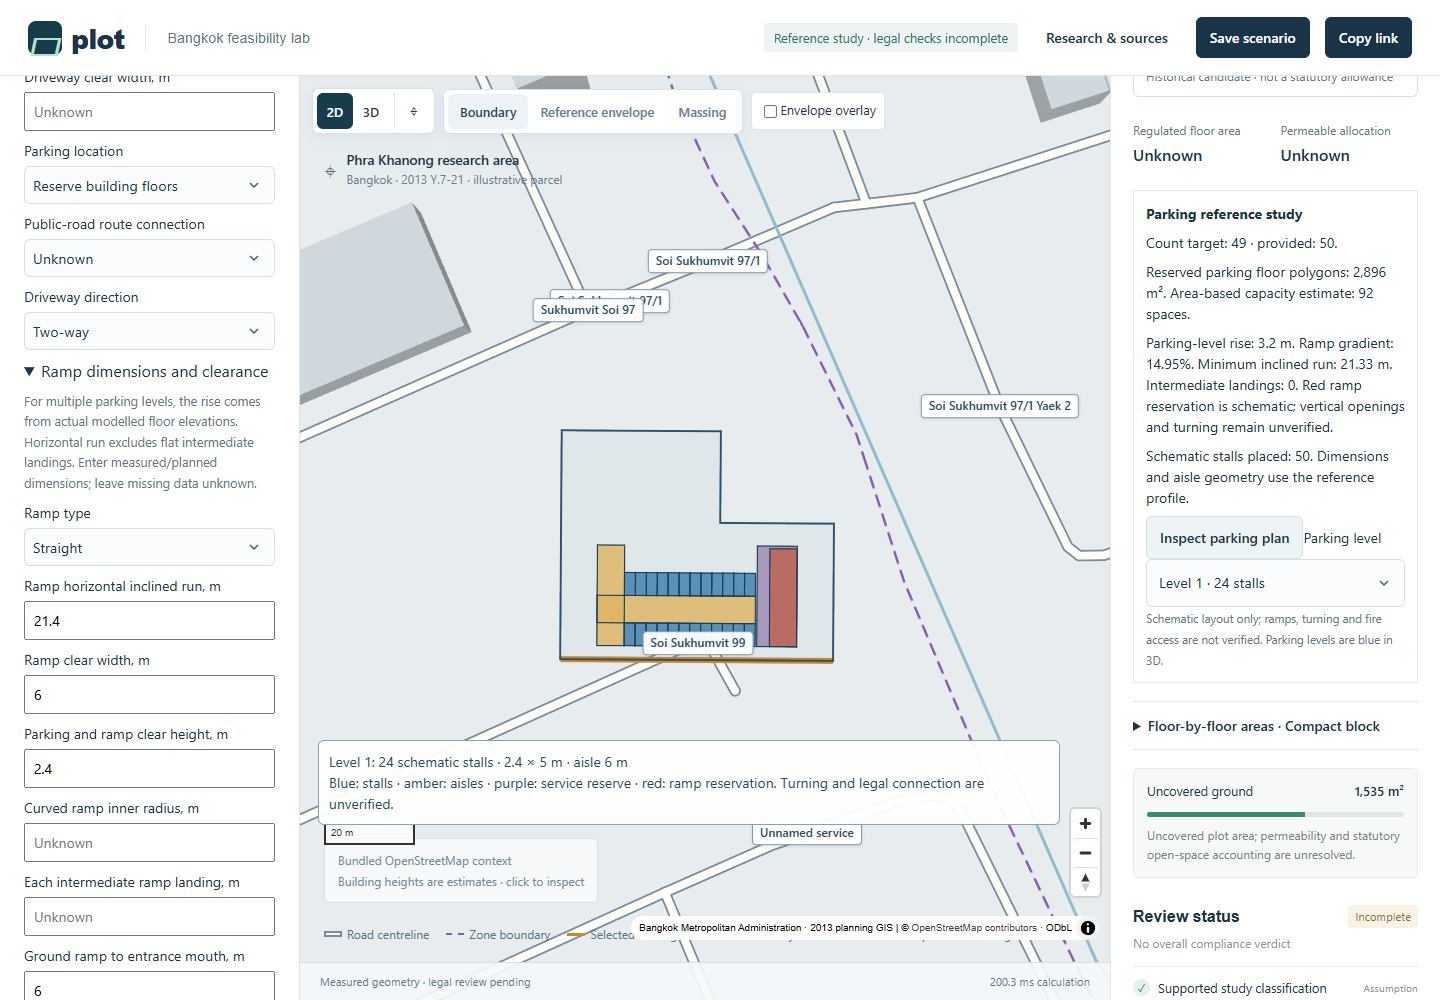 plot
Bangkok feasibility lab
Reference study · legal checks incomplete
Research & sources
Save scenario
Copy link
Driveway clear width, m
Unknown
Parking location
Reserve building floors
Public-road route connection
Unknown
Driveway direction
Two-way
Ramp dimensions and clearance
For multiple parking levels, the rise comes
from actual modelled floor elevations.
Horizontal run excludes flat intermediate
landings. Enter measured/planned
dimensions; leave missing data unknown.
Ramp type
Straight
Ramp horizontal inclined run, m
21.4
Ramp clear width, m
6
Parking and ramp clear height, m
2.4
Curved ramp inner radius, m
Unknown
Each intermediate ramp landing, m
Unknown
Ground ramp to entrance mouth, m
6
2D
3D
Boundary
Reference envelope
Massing
Envelope overlay
Phra Khanong research area
Bangkok · 2013 Y.7-21 · illustrative parcel
Soi Sukhumvit 97/1
Soi Sukhumvit 97/1
Sukhumvit Soi 97
Soi Sukhumvit 97/1 Yaek 2
Soi Sukhumvit 99
Level 1: 24 schematic stalls · 2.4 × 5 m · aisle 6 m
Blue: stalls · amber: aisles · purple: service reserve · red: ramp reservation. Turning and legal connection are
unverified.
20 m
Unnamed service
Bundled OpenStreetMap context
Building heights are estimates · click to inspect
Road centreline
Zone boundary
Selected
Bangkok Metropolitan Administration · 2013 planning GIS | © OpenStreetMap contributors · ODbL
Measured geometry · legal review pending
200.3 ms calculation
Historical candidate · not a statutory allowance
Regulated floor area
Permeable allocation
Unknown
Unknown
Parking reference study
Count target: 49 · provided: 50.
Reserved parking floor polygons: 2,896
m². Area-based capacity estimate: 92
spaces.
Parking-level rise: 3.2 m. Ramp gradient:
14.95%. Minimum inclined run: 21.33 m.
Intermediate landings: 0. Red ramp
reservation is schematic; vertical openings
and turning remain unverified.
Schematic stalls placed: 50. Dimensions
and aisle geometry use the reference
profile.
Inspect parking plan
Parking level
Level 1 · 24 stalls
Schematic layout only; ramps, turning and fire
access are not verified. Parking levels are blue in
3D.
Floor-by-floor areas · Compact block
Uncovered ground
1,535 m²
Uncovered plot area; permeability and statutory
open-space accounting are unresolved.
Review status
Incomplete
No overall compliance verdict
Supported study classification
Assumption